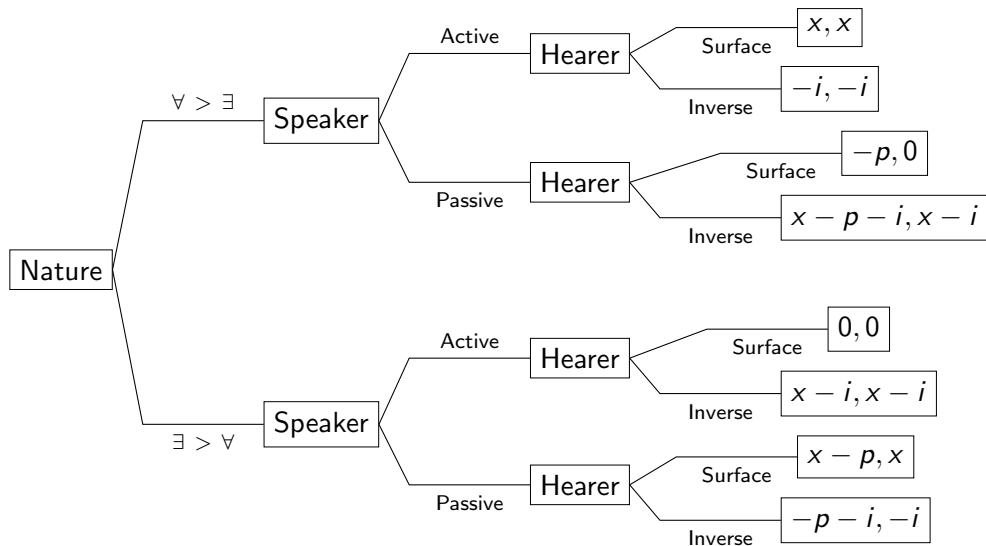 x, x
Active
Hearer
Surface
−i, −i
∀ < ∃
Inverse
Speaker
−p, 0
Hearer
Surface
Passive
x − p − i, x − i
Inverse
Nature
0, 0
Active
Surface
Hearer
x − i, x − i
Inverse
Speaker
∃ < ∀
x − p, x
Surface
Hearer
Passive
−p − i, −i
Inverse